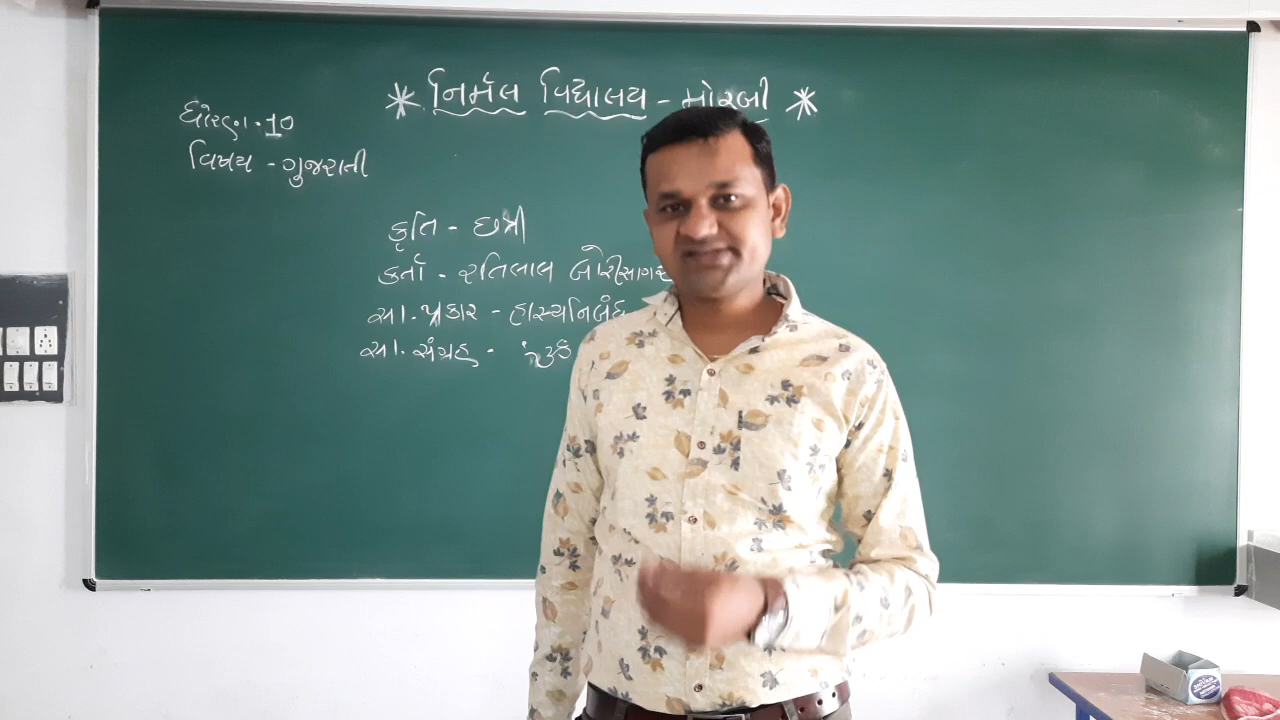 * નિર્મલ વિદ્યાલય - મોરબી *
ધોરણ - 10
વિષય - ગુજરાતી
કૃતિ - છત્રી
કર્તા - રતિલાલ બોરીસાગર
સા. પ્રકાર - હાસ્યનિબંધ
સા. સંગ્રહ -